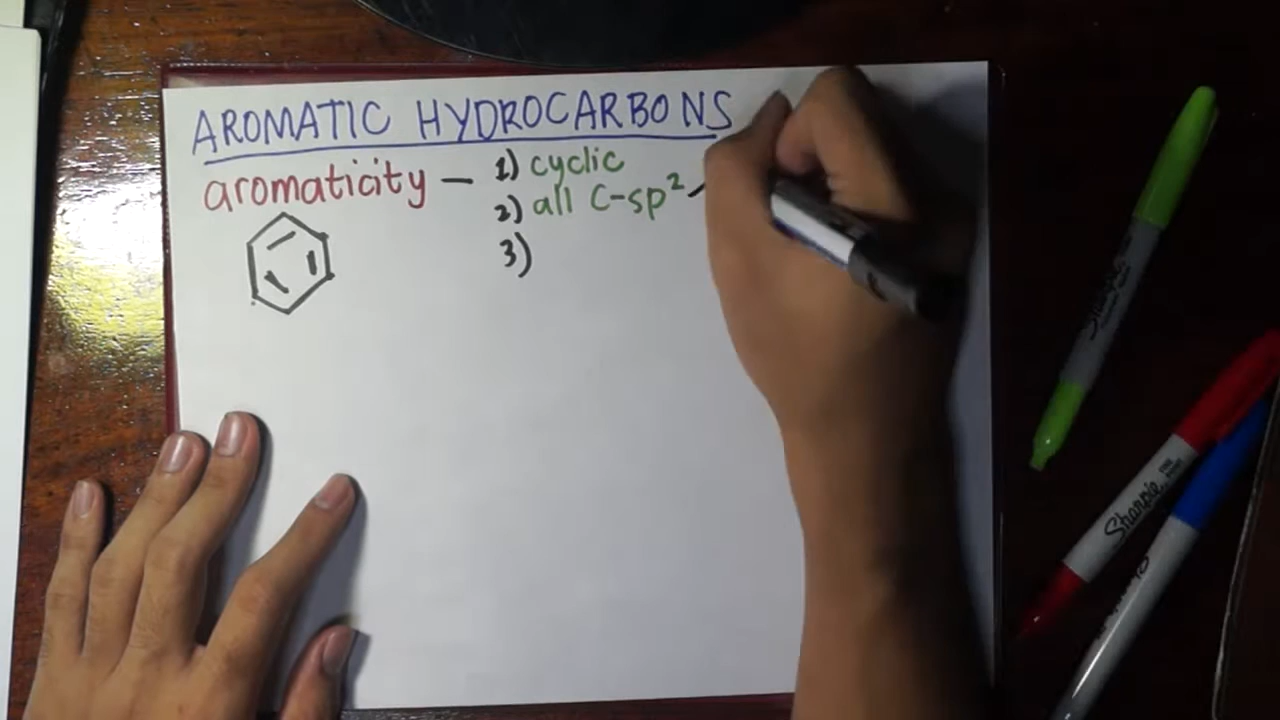 AROMATIC HYDROCARBONS
aromaticity – 1) cyclic
2) all C-sp²
3)
Sharpie
Sharpie